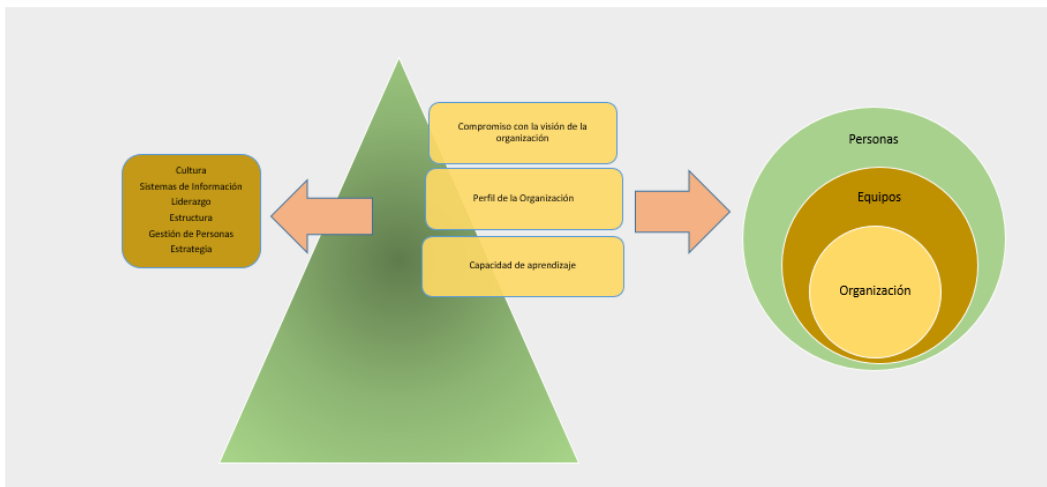 Cultura
Sistemas de Información
Liderazgo
Estructura
Gestión de Personas
Estrategia
Compromiso con la visión de la
organización
Perfil de la Organización
Capacidad de aprendizaje
Personas
Equipos
Organización